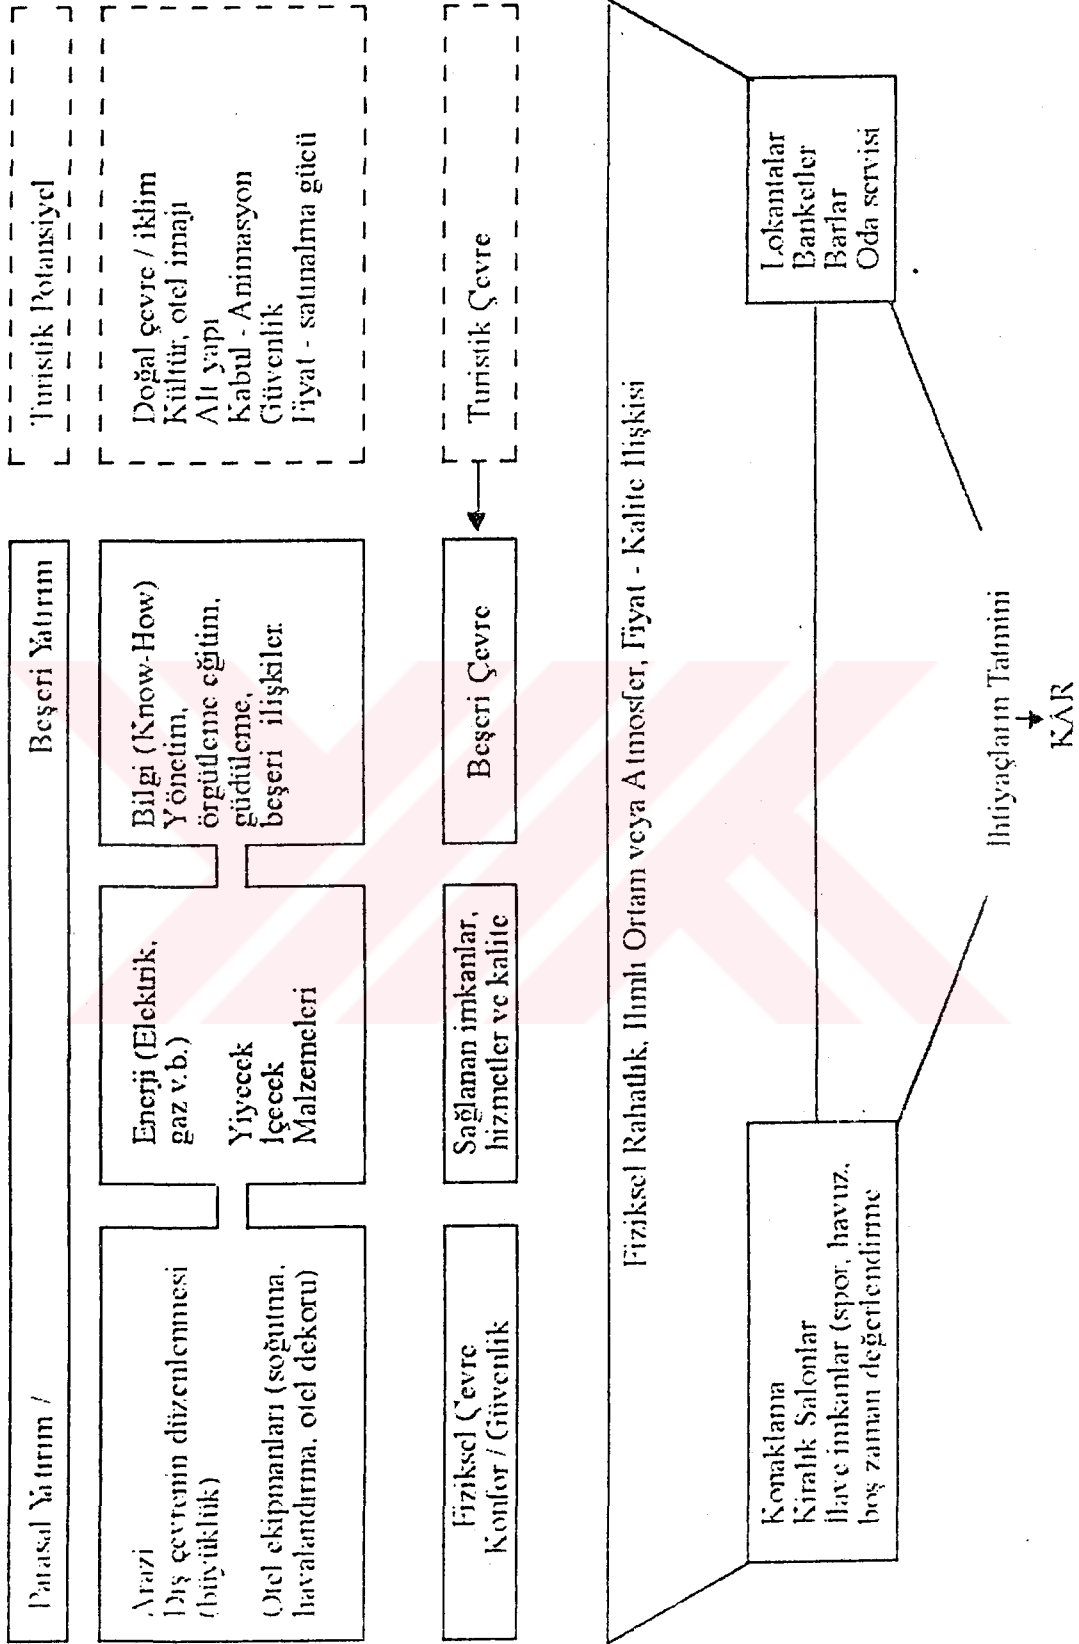 Parasal Yatırım /
Beşeri Yatırım
Turistik Potansiyel
Arazi
Dış çevrenin düzenlenmesi
(büyüklük)
Otel ekipmanları (soğutma,
havalandırma, otel dekoru)
Enerji (Elektrik,
gaz v.b.)
Yiyecek
İçecek
Malzemeleri
Bilgi (Know-How)
Yönetim,
örgütleme eğitim,
güdüleme,
beşeri ilişkiler.
Doğal çevre / iklim
Kültür, otel imajı
Alt yapı
Kabul - Animasyon
Güvenlik
Fiyat - satınalma gücü
Fiziksel Çevre
Konfor / Güvenlik
Sağlanan imkanlar,
hizmetler ve kalite
Beşeri Çevre
Turistik Çevre
Fiziksel Rahatlık, Ilımlı Ortam veya Atmosfer, Fiyat - Kalite İlişkisi
Konaklama
Kiralık Salonlar
İlave imkanlar (spor, havuz,
boş zaman değerlendirme
Lokantalar
Banketler
Barlar
Oda servisi
İhtiyaçların Tatmini
KÂR